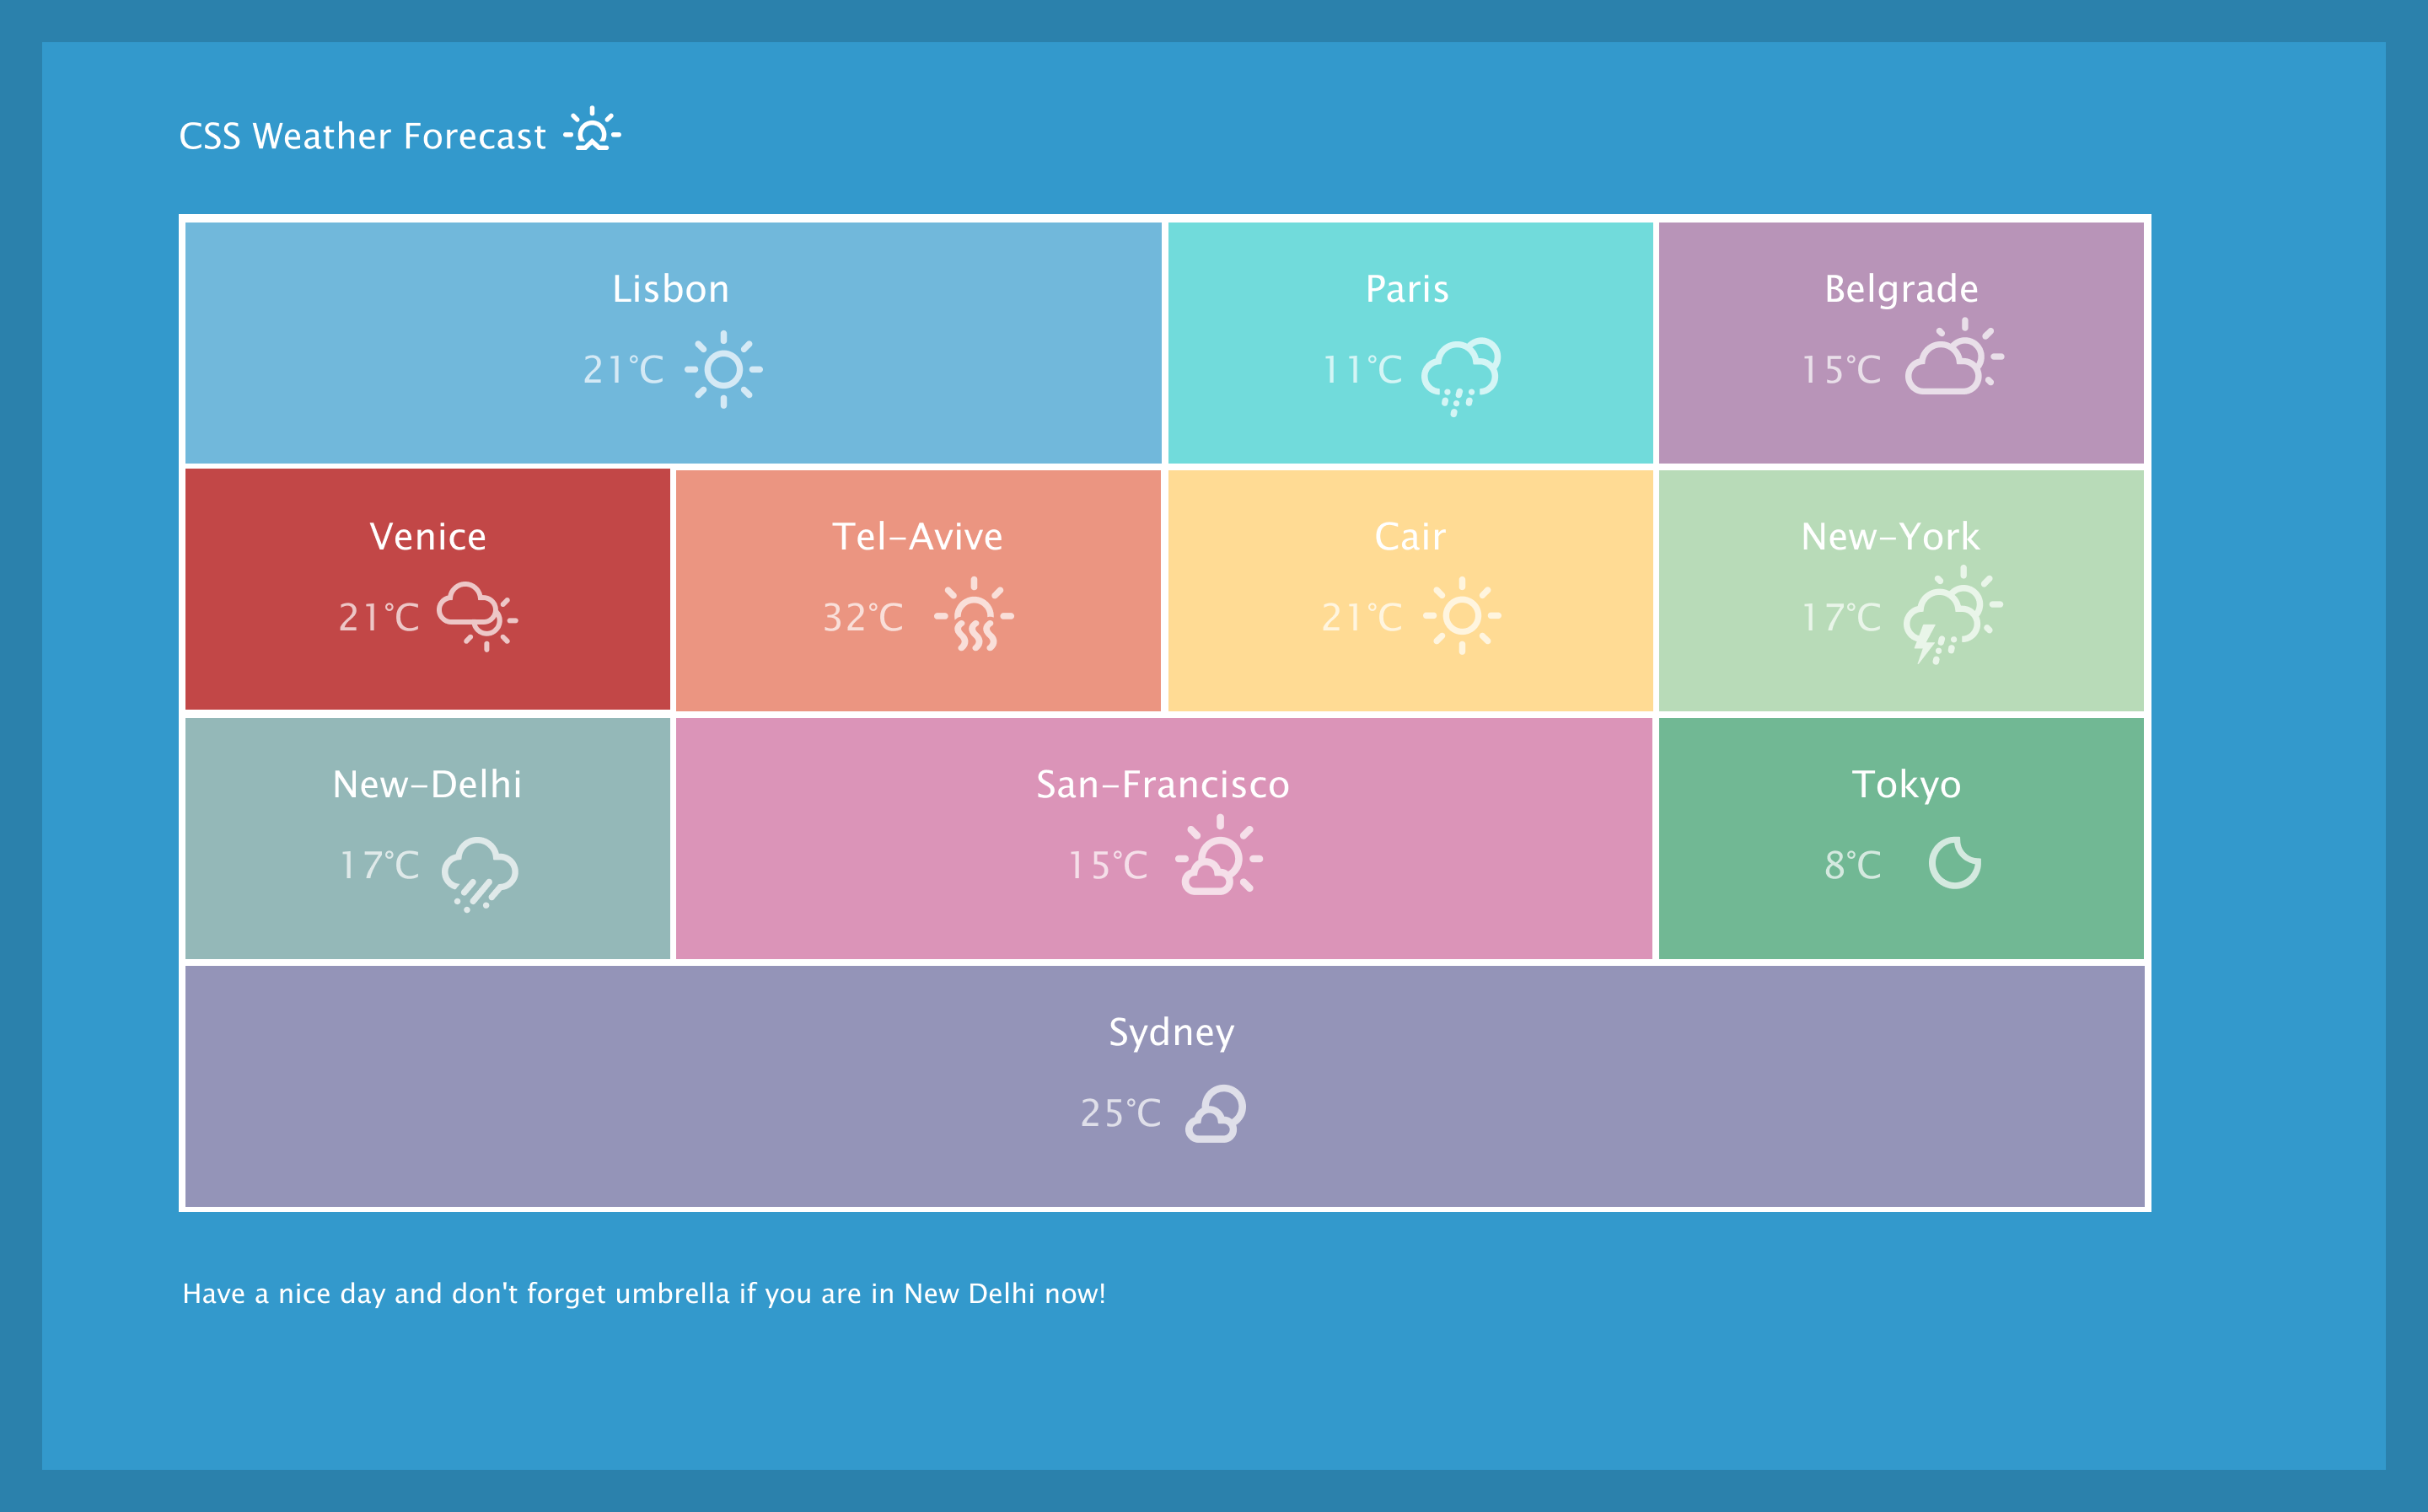 CSS Weather Forecast
Lisbon
21°C
Paris
11°C
Belgrade
15°C
Venice
21°C
Tel-Avive
32°C
Cair
21°C
New-York
17°C
New-Delhi
17°C
San-Francisco
15°C
Tokyo
8°C
Sydney
25°C
Have a nice day and don't forget umbrella if you are in New Delhi now!